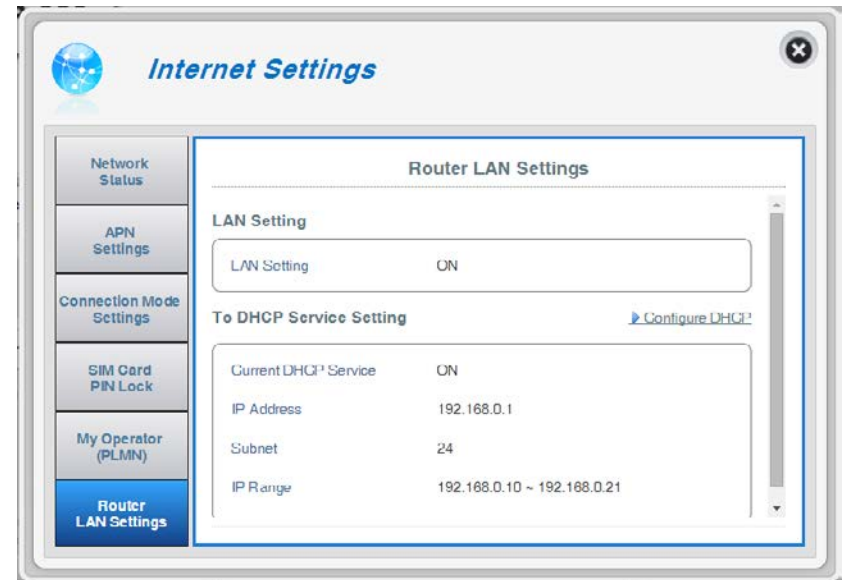 Internet Settings
Network
Status
APN
Settings
Connection Mode
Settings
SIM Card
PIN Lock
My Operator
(PLMN)
Router
LAN Settings
Router LAN Settings
LAN Setting
LAN Setting ON
To DHCP Service Setting Configure DHCP
Current DHCP Service ON
IP Address 192.168.0.1
Subnet 24
IP Range 192.168.0.10 ~ 192.168.0.21